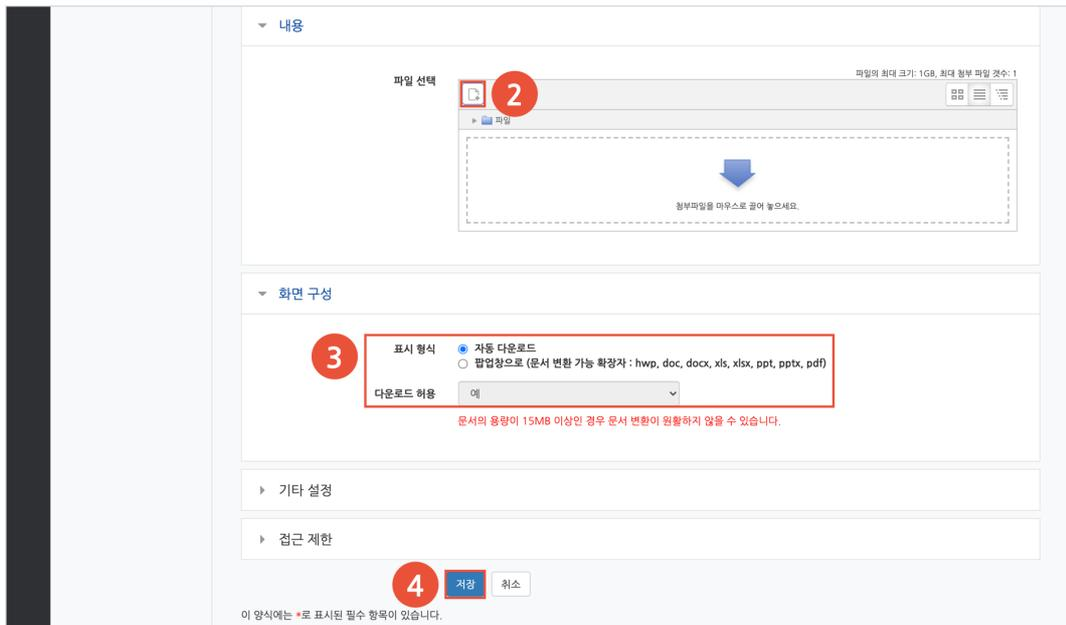 내용
파일의 최대 크기: 1GB, 최대 첨부 파일 갯수: 1
파일 선택
2
파일
첨부파일을 마우스로 끌어 놓으세요.
화면 구성
3
표시 형식
자동 다운로드
팝업창으로 (문서 변환 가능 확장자 : hwp, doc, docx, xls, xlsx, ppt, pptx, pdf)
다운로드 허용
예
문서의 용량이 15MB 이상인 경우 문서 변환이 원활하지 않을 수 있습니다.
기타 설정
접근 제한
4
저장
취소
이 양식에는 *로 표시된 필수 항목이 있습니다.